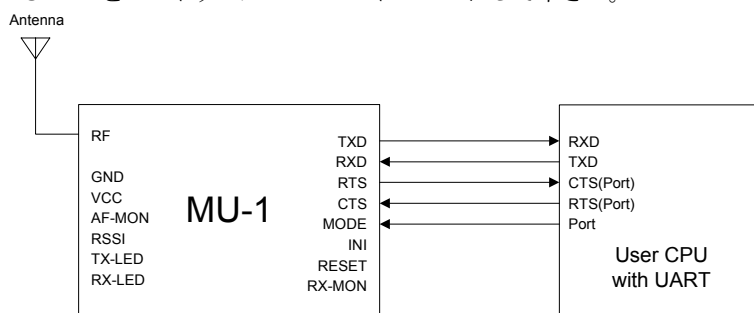 Antenna
RF
GND
VCC
AF-MON
RSSI
TX-LED
RX-LED
MU-1
TXD
RXD
RTS
CTS
MODE
INI
RESET
RX-MON
RXD
TXD
CTS(Port)
RTS(Port)
Port
User CPU
with UART